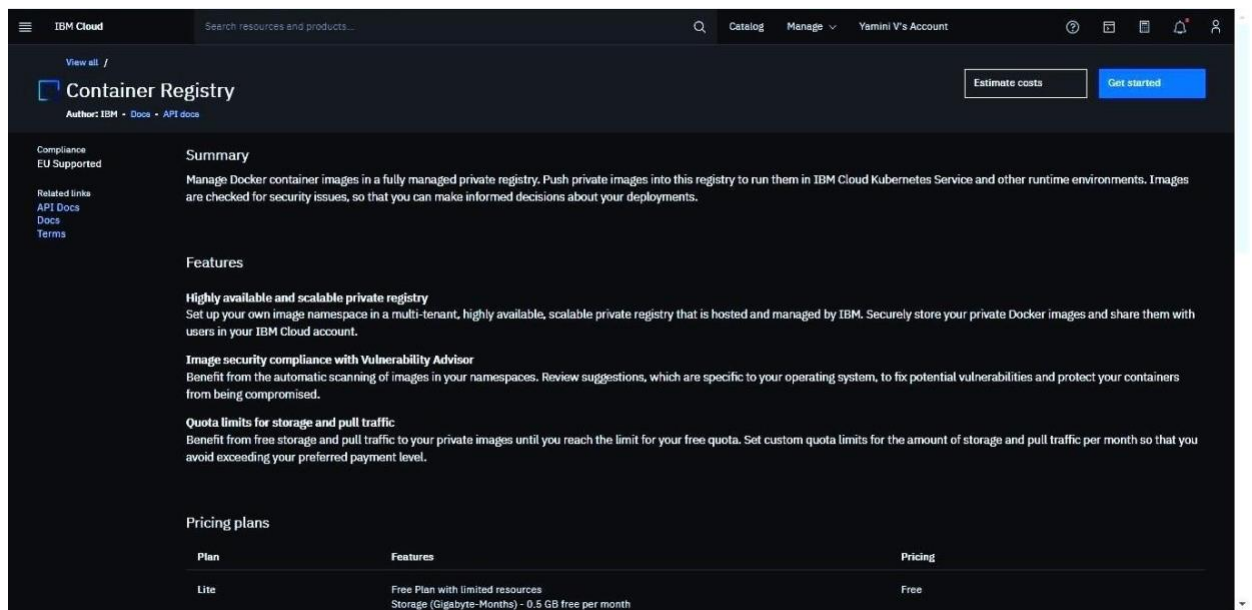 IBM Cloud
Search resources and products...
Catalog
Manage
Yamini V's Account
View all /
Container Registry
Author: IBM • Docs • API docs
Estimate costs
Get started
Compliance
EU Supported
Related links
API Docs
Docs
Terms
Summary
Manage Docker container images in a fully managed private registry. Push private images into this registry to run them in IBM Cloud Kubernetes Service and other runtime environments. Images
are checked for security issues, so that you can make informed decisions about your deployments.
Features
Highly available and scalable private registry
Set up your own image namespace in a multi-tenant, highly available, scalable private registry that is hosted and managed by IBM. Securely store your private Docker images and share them with
users in your IBM Cloud account.
Image security compliance with Vulnerability Advisor
Benefit from the automatic scanning of images in your namespaces. Review suggestions, which are specific to your operating system, to fix potential vulnerabilities and protect your containers
from being compromised.
Quota limits for storage and pull traffic
Benefit from free storage and pull traffic to your private images until you reach the limit for your free quota. Set custom quota limits for the amount of storage and pull traffic per month so that you
avoid exceeding your preferred payment level.
Pricing plans
Plan Features Pricing
Lite Free Plan with limited resources Free
Storage (Gigabyte-Months) - 0.5 GB free per month